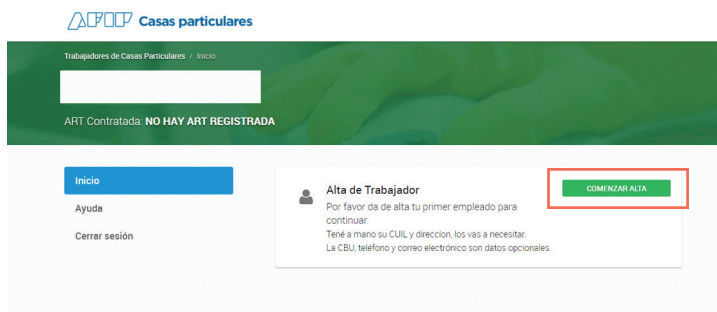 AFIP Casas particulares
Trabajadores de Casas Particulares / Inicio
ART Contratada: NO HAY ART REGISTRADA
Inicio
Ayuda
Cerrar sesión
Alta de Trabajador
Por favor da de alta tu primer empleado para
continuar.
Tené a mano su CUIL y direccion, los vas a necesitar.
La CBU, teléfono y correo electrónico son datos opcionales.
COMENZAR ALTA